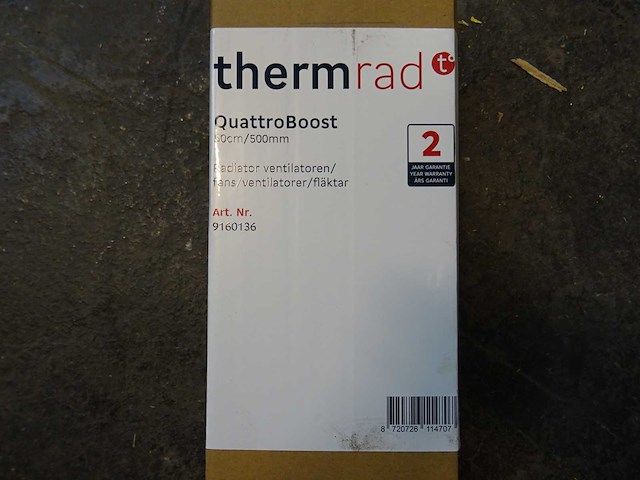 thermrad t°
QuattroBoost
50cm/500mm
2
JAAR GARANTIE
YEAR WARRANTY
ÅRS GARANTI
Radiator ventilatoren/
fans/ventilatorer/fläktar
Art. Nr.
9160136
8 720726 114707